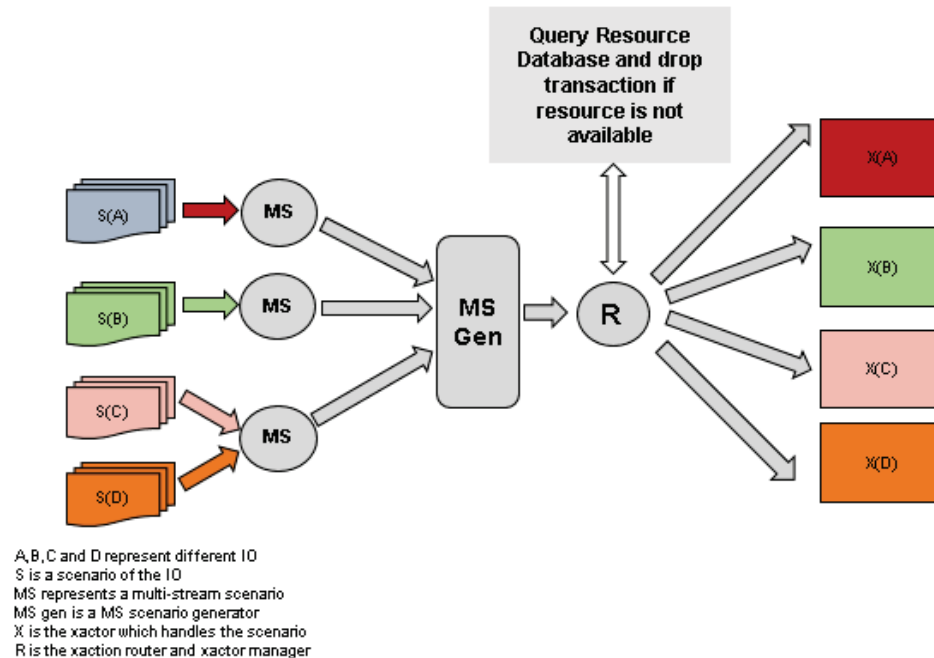 Query Resource
Database and drop
transaction if
resource is not
available
S(A)
MS
X(A)
S(B)
MS
MS
Gen
R
X(B)
S(C)
MS
X(C)
S(D)
X(D)
A,B,C and D represent different IO
S is a scenario of the IO
MS represents a multi-stream scenario
MS gen is a MS scenario generator
X is the xactor which handles the scenario
R is the xaction router and xactor manager